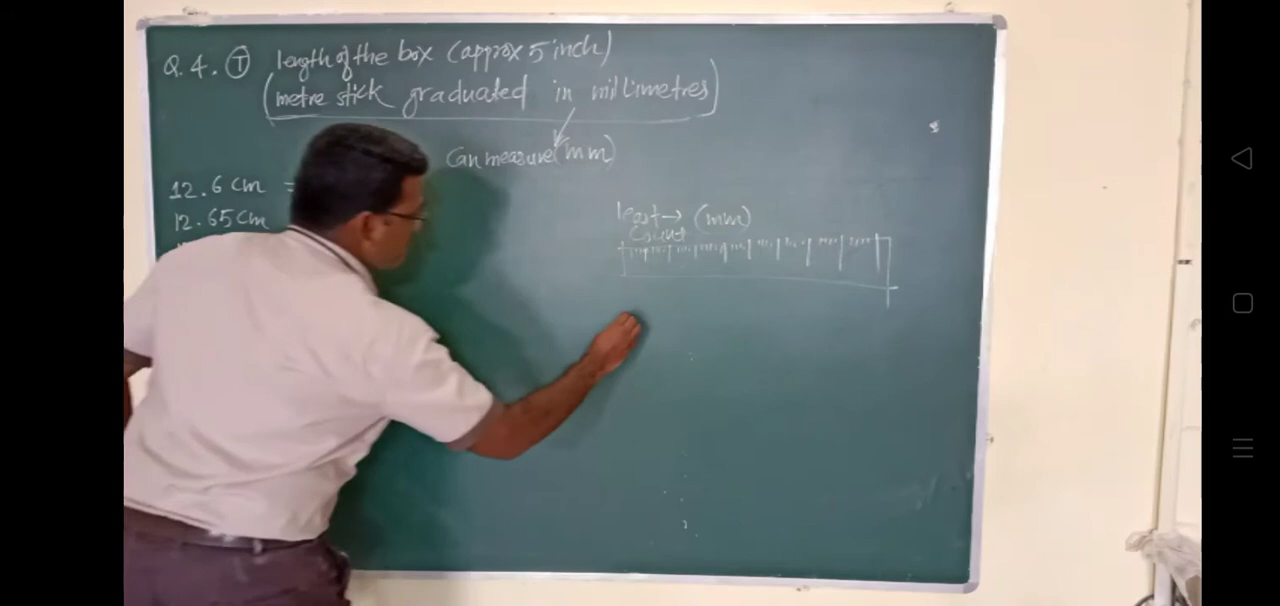 Q.4. (T) length of the box (approx 5 inch)
(metre stick graduated in millimetres)
Can measure (mm)
12.6 cm =
12.65 cm
least → (mm)
Count